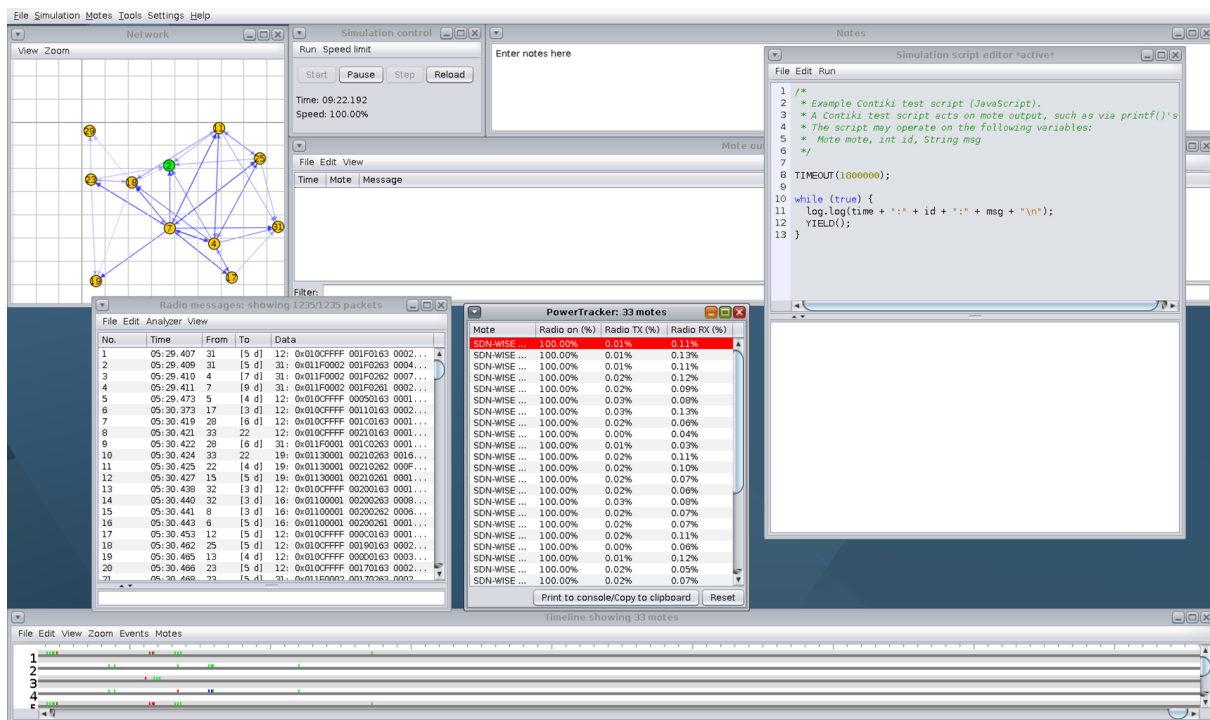 File Simulation Motes Tools Settings Help
Network
View Zoom
29
11
2
25
23
18
7
31
4
19
17
Simulation control
Run Speed limit
Start Pause Step Reload
Time: 09:22.192
Speed: 100.00%
Notes
Enter notes here
Mote out
File Edit View
Time Mote Message
Filter:
Simulation script editor *active*
File Edit Run
1 /*
2 * Example Contiki test script (JavaScript).
3 * A Contiki test script acts on mote output, such as via printf()'s
4 * The script may operate on the following variables:
5 * Mote mote, int id, String msg
6 */
7
8 TIMEOUT(1800000);
9
10 while (true) {
11 log.log(time + ":" + id + ":" + msg + "\n");
12 YIELD();
13 }
Radio messages: showing 1235/1235 packets
File Edit Analyzer View
No. Time From To Data
1 05:29.407 31 [5 d] 12: 0x010CFFFF 001F0163 0002...
2 05:29.409 31 [5 d] 31: 0x011F0002 001F0263 0004...
3 05:29.410 4 [7 d] 31: 0x011F0002 001F0262 0007...
4 05:29.411 7 [9 d] 31: 0x011F0002 001F0261 0002...
5 05:29.473 5 [4 d] 12: 0x010CFFFF 00050163 0001...
6 05:30.373 17 [3 d] 12: 0x010CFFFF 00110163 0002...
7 05:30.419 28 [6 d] 12: 0x010CFFFF 001C0163 0001...
8 05:30.421 33 22 12: 0x010CFFFF 00210163 0001...
9 05:30.422 28 [6 d] 31: 0x011F0001 001C0263 0001...
10 05:30.424 33 22 19: 0x01130001 00210263 0016...
11 05:30.425 22 [4 d] 19: 0x01130001 00210262 000F...
12 05:30.427 15 [5 d] 19: 0x01130001 00210261 0001...
13 05:30.438 32 [3 d] 12: 0x010CFFFF 00200163 0001...
14 05:30.440 32 [3 d] 16: 0x01100001 00200263 0008...
15 05:30.441 8 [3 d] 16: 0x01100001 00200262 0006...
16 05:30.443 6 [5 d] 16: 0x01100001 00200261 0001...
17 05:30.453 12 [5 d] 12: 0x010CFFFF 000C0163 0001...
18 05:30.462 25 [5 d] 12: 0x010CFFFF 00190163 0002...
19 05:30.465 13 [4 d] 12: 0x010CFFFF 000D0163 0003...
20 05:30.466 23 [5 d] 12: 0x010CFFFF 00170163 0002...
21 05:30.468 23 [5 d] 31: 0x011F0002 00170263 0002
PowerTracker: 33 motes
Mote Radio on (%) Radio TX (%) Radio RX (%)
SDN-WISE ... 100.00% 0.01% 0.11%
SDN-WISE ... 100.00% 0.01% 0.13%
SDN-WISE ... 100.00% 0.01% 0.11%
SDN-WISE ... 100.00% 0.02% 0.12%
SDN-WISE ... 100.00% 0.02% 0.09%
SDN-WISE ... 100.00% 0.03% 0.08%
SDN-WISE ... 100.00% 0.03% 0.13%
SDN-WISE ... 100.00% 0.02% 0.06%
SDN-WISE ... 100.00% 0.00% 0.04%
SDN-WISE ... 100.00% 0.01% 0.03%
SDN-WISE ... 100.00% 0.02% 0.11%
SDN-WISE ... 100.00% 0.02% 0.10%
SDN-WISE ... 100.00% 0.02% 0.07%
SDN-WISE ... 100.00% 0.02% 0.06%
SDN-WISE ... 100.00% 0.03% 0.08%
SDN-WISE ... 100.00% 0.02% 0.07%
SDN-WISE ... 100.00% 0.02% 0.07%
SDN-WISE ... 100.00% 0.02% 0.11%
SDN-WISE ... 100.00% 0.00% 0.06%
SDN-WISE ... 100.00% 0.01% 0.12%
SDN-WISE ... 100.00% 0.02% 0.05%
SDN-WISE ... 100.00% 0.02% 0.07%
Print to console/Copy to clipboard Reset
Timeline showing 33 motes
File Edit View Zoom Events Motes
1
2
3
4